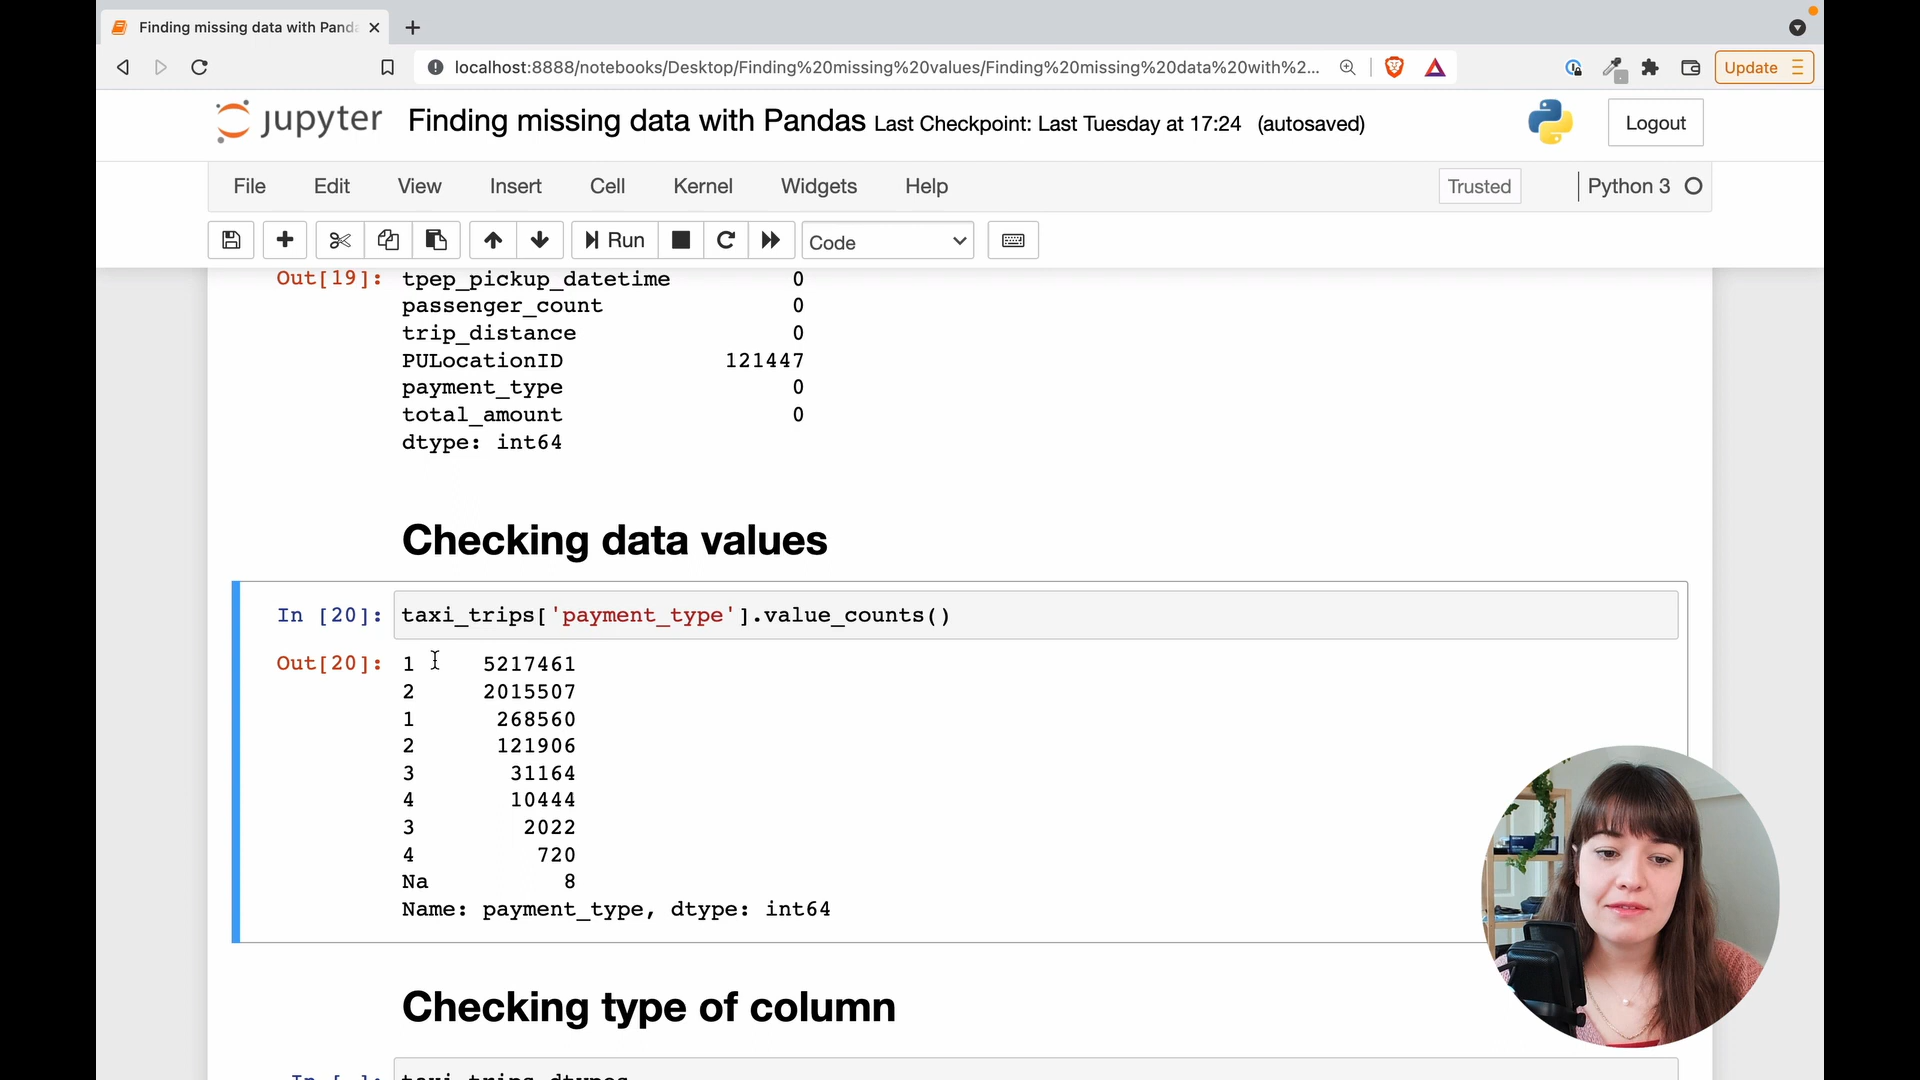 Finding missing data with Panda
localhost:8888/notebooks/Desktop/Finding%20missing%20values/Finding%20missing%20data%20with%2...
Update
jupyter Finding missing data with Pandas Last Checkpoint: Last Tuesday at 17:24 (autosaved)
Logout
File Edit View Insert Cell Kernel Widgets Help
Trusted
Python 3
Run
Code
Out[19]: tpep_pickup_datetime 0
passenger_count 0
trip_distance 0
PULocationID 121447
payment_type 0
total_amount 0
dtype: int64
Checking data values
In [20]: taxi_trips['payment_type'].value_counts()
Out[20]: 1 5217461
2 2015507
1 268560
2 121906
3 31164
4 10444
3 2022
4 720
Na 8
Name: payment_type, dtype: int64
Checking type of column
In [ ]: taxi_trips.dtypes